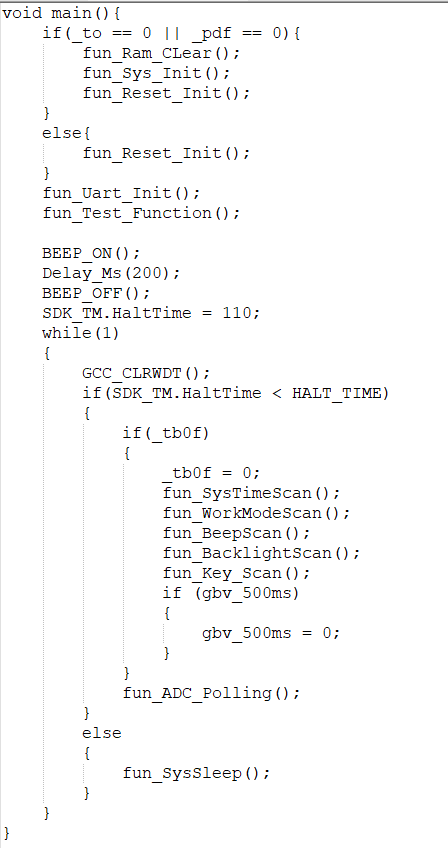 void main(){
    if(_to == 0 || _pdf == 0){
        fun_Ram_CLear();
        fun_Sys_Init();
        fun_Reset_Init();
    }
    else{
        fun_Reset_Init();
    }
    fun_Uart_Init();
    fun_Test_Function();

    BEEP_ON();
    Delay_Ms(200);
    BEEP_OFF();
    SDK_TM.HaltTime = 110;
    while(1)
    {
        GCC_CLRWDT();
        if(SDK_TM.HaltTime < HALT_TIME)
        {
            if(_tb0f)
            {
                _tb0f = 0;
                fun_SysTimeScan();
                fun_WorkModeScan();
                fun_BeepScan();
                fun_BacklightScan();
                fun_Key_Scan();
                if (gbv_500ms)
                {
                    gbv_500ms = 0;
                }
            }
            fun_ADC_Polling();
        }
        else
        {
            fun_SysSleep();
        }
    }
}